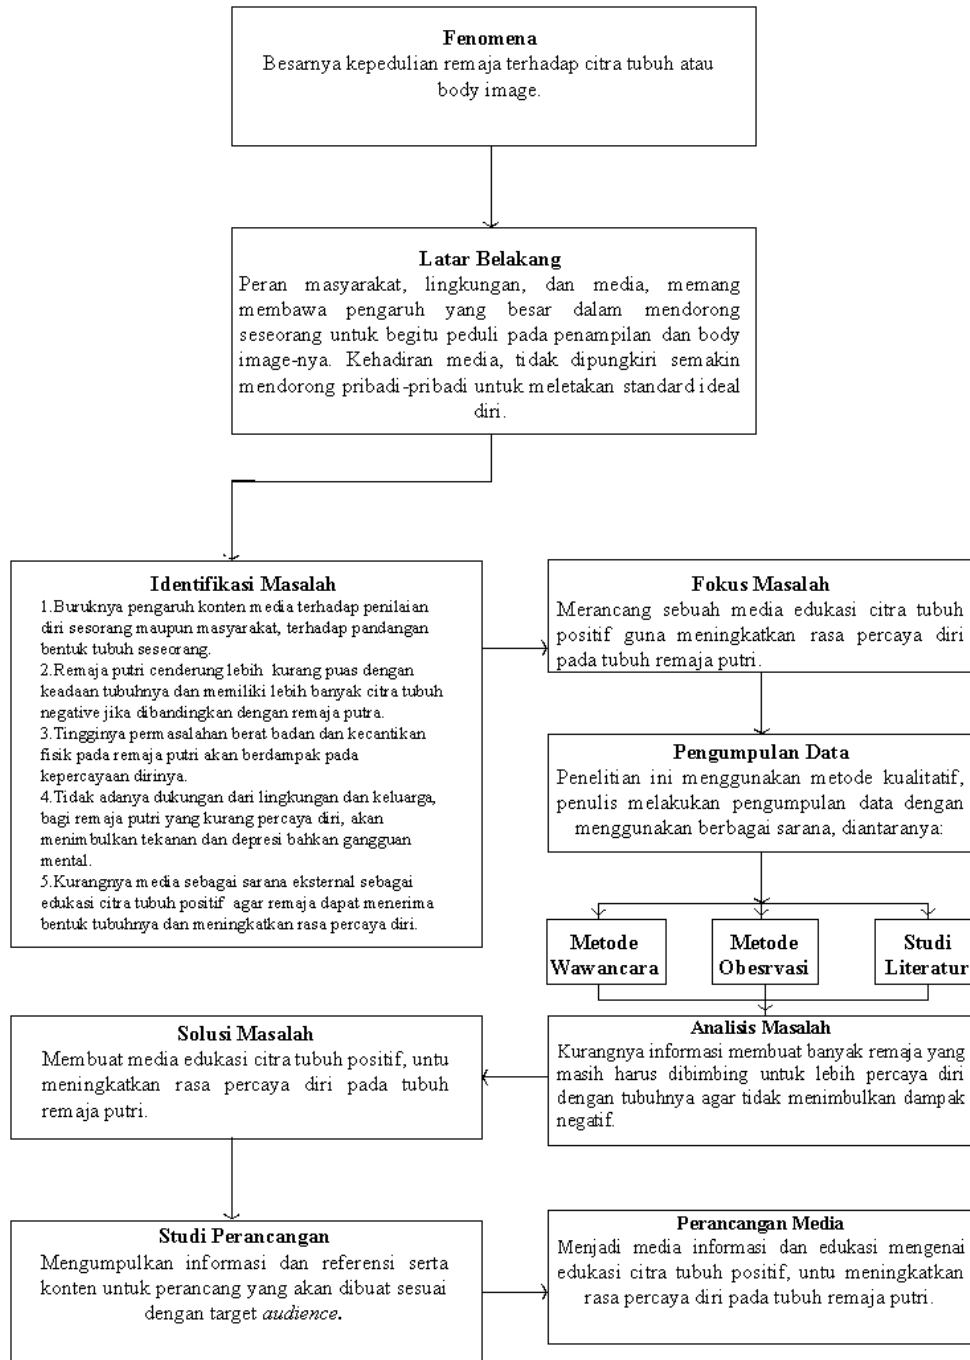 Fenomena
Besarnya kepedulian remaja terhadap citra tubuh atau
body image.
Latar Belakang
Peran masyarakat, lingkungan, dan media, memang
membawa pengaruh yang besar dalam mendorong
seseorang untuk begitu peduli pada penampilan dan body
image-nya. Kehadiran media, tidak dipungkiri semakin
mendorong pribadi-pribadi untuk meletakan standard ideal
diri.
Identifikasi Masalah
1.Buruknya pengaruh konten media terhadap penilaian
diri sesorang maupun masyarakat, terhadap pandangan
bentuk tubuh seseorang.
2.Remaja putri cenderung lebih kurang puas dengan
keadaan tubuhnya dan memiliki lebih banyak citra tubuh
negative jika dibandingkan dengan remaja putra.
3.Tingginya permasalahan berat badan dan kecantikan
fisik pada remaja putri akan berdampak pada
kepercayaan dirinya.
4.Tidak adanya dukungan dari lingkungan dan keluarga,
bagi remaja putri yang kurang percaya diri, akan
menimbulkan tekanan dan depresi bahkan gangguan
mental.
5.Kurangnya media sebagai sarana eksternal sebagai
edukasi citra tubuh positif agar remaja dapat menerima
bentuk tubuhnya dan meningkatkan rasa percaya diri.
Fokus Masalah
Merancang sebuah media edukasi citra tubuh
positif guna meningkatkan rasa percaya diri
pada tubuh remaja putri.
Pengumpulan Data
Penelitian ini menggunakan metode kualitatif,
penulis melakukan pengumpulan data dengan
menggunakan berbagai sarana, diantaranya:
Metode
Wawancara
Metode
Obesrvasi
Studi
Literatur
Analisis Masalah
Kurangnya informasi membuat banyak remaja yang
masih harus dibimbing untuk lebih percaya diri
dengan tubuhnya agar tidak menimbulkan dampak
negatif.
Solusi Masalah
Membuat media edukasi citra tubuh positif, untu
meningkatkan rasa percaya diri pada tubuh
remaja putri.
Studi Perancangan
Mengumpulkan informasi dan referensi serta
konten untuk perancang yang akan dibuat sesuai
dengan target audience.
Perancangan Media
Menjadi media informasi dan edukasi mengenai
edukasi citra tubuh positif, untu meningkatkan
rasa percaya diri pada tubuh remaja putri.